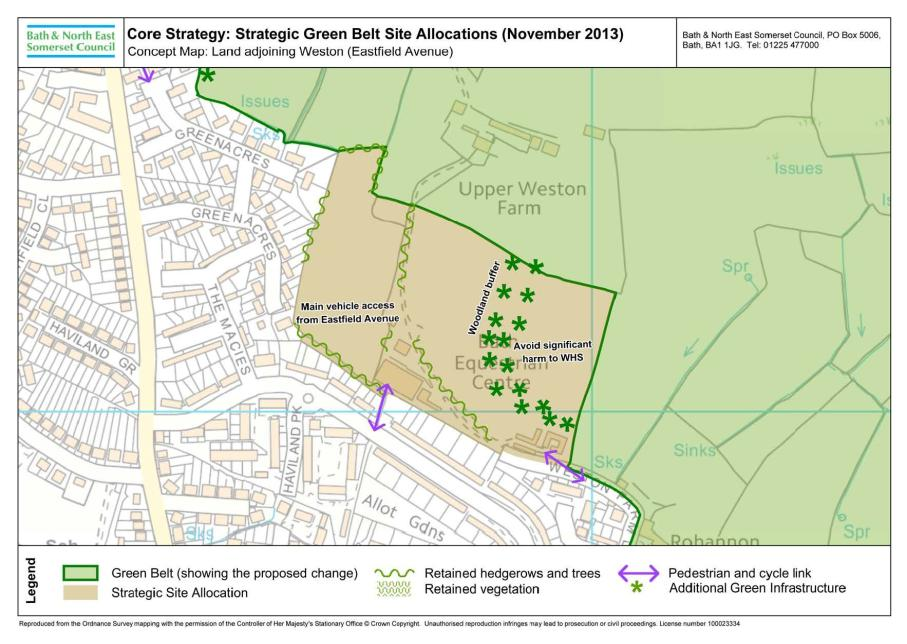 Bath & North East
Somerset Council
Core Strategy: Strategic Green Belt Site Allocations (November 2013)
Concept Map: Land adjoining Weston (Eastfield Avenue)
Bath & North East Somerset Council, PO Box 5006,
Bath, BA1 1JG. Tel: 01225 477000
Issues
Sks
GREENACRES
Issues
Upper Weston
Farm
GREENACRES
FIELD CL
Spr
Woodland buffer
Main vehicle access
from Eastfield Avenue
THE MACIES
HAVILAND GR
Avoid significant
harm to WHS
Equestrian
Centre
HAVILAND PK
Sinks
Sks
Allot Gdns
Sks
Spr
Rohannon
Legend
Green Belt (showing the proposed change)
Strategic Site Allocation
Retained hedgerows and trees
Retained vegetation
Pedestrian and cycle link
Additional Green Infrastructure
Reproduced from the Ordnance Survey mapping with the permission of the Controller of Her Majesty's Stationary Office © Crown Copyright. Unauthorised reproduction infringes may lead to prosecution or civil proceedings. License number 100023334